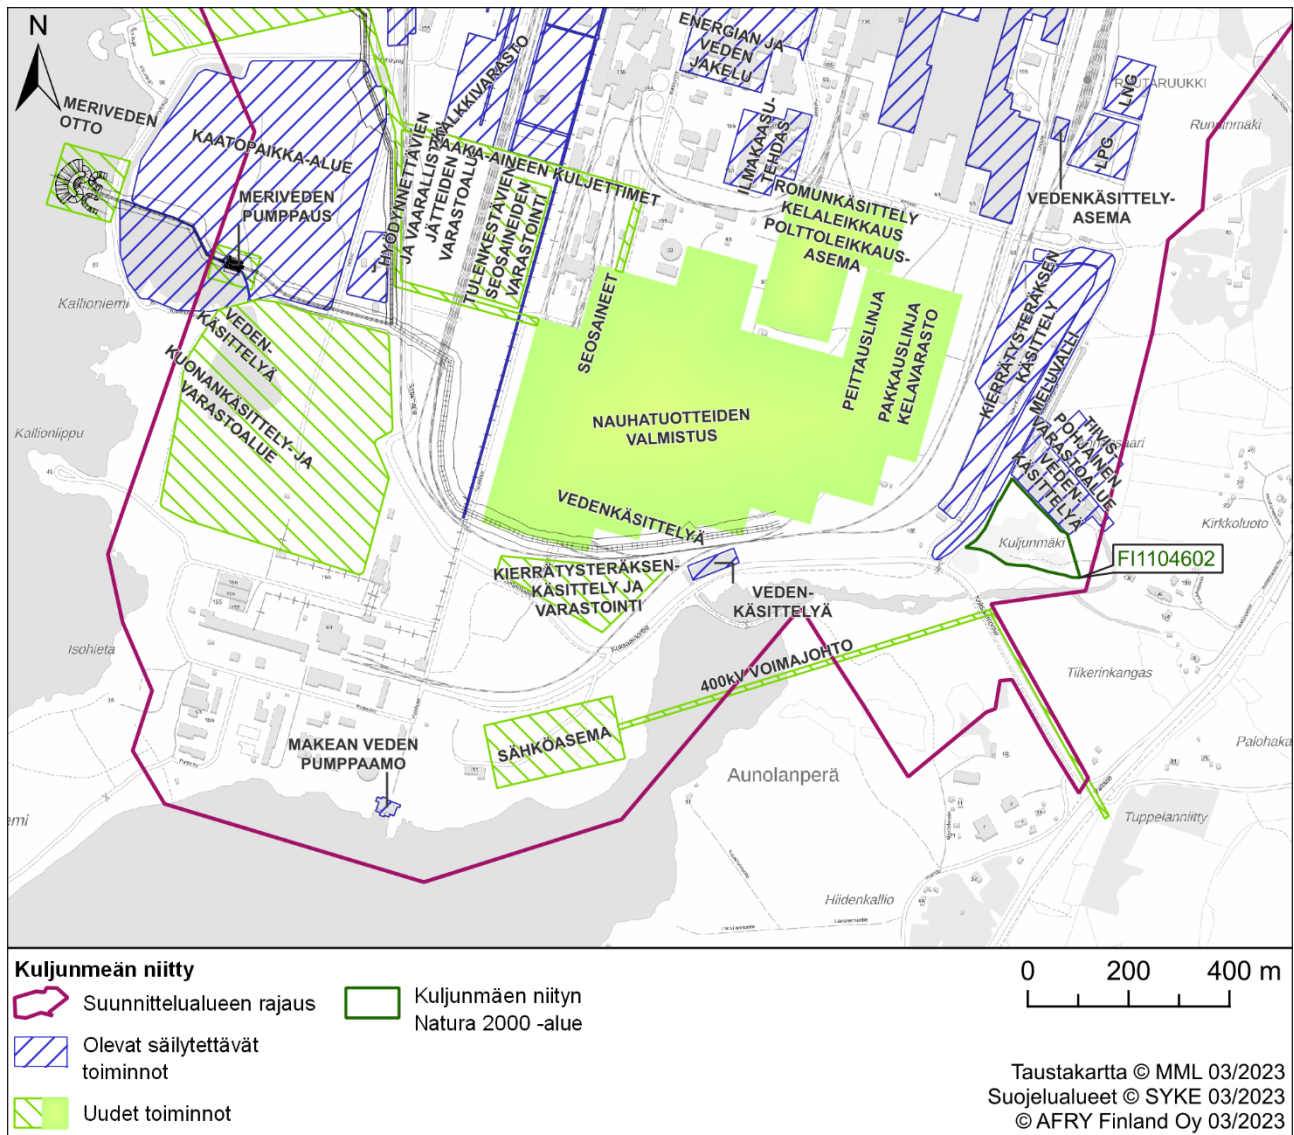 N
MERIVEDEN
OTTO
KAATOPAIKKA-ALUE
MERIVEDEN
PUMPPAUS
HYÖDYNNETTÄVIEN
JA VAARALLISTEN
JÄTTEIDEN
VARASTOALUE
KALKKIVARASTO
RAAKA-AINEEN KULJETTIMET
TULENKESTÄVIEN
SEOSAINEIDEN
VARASTOINTI
ENERGIAN JA
VEDEN
JAKELU
ILMAKAASU-
TEHDAS
ROMUNKÄSITTELY
KELALEIKKAUS
POLTTOLEIKKAUS-
ASEMA
LNG
LPG
RAUTARUUKKI
Runninmäki
VEDENKÄSITTELY-
ASEMA
Kallioniemi
VEDEN-
KÄSITTELYÄ
KUONANKÄSITTELY- JA
VARASTOALUE
SEOSAINEET
PEITTAUSLINJA
PAKKAUSLINJA
KELAVARASTO
KIERRÄTYSTERÄKSEN
KÄSITTELY
MELUVALLI
TIIVIS-
POHJAINEN
VARASTOALUE
VEDEN-
KÄSITTELYÄ
NAUHATUOTTEIDEN
VALMISTUS
Kallionlippu
VEDENKÄSITTELYÄ
Kuljunmäki
Kirkkoluoto
FI1104602
KIERRÄTYSTERÄKSEN-
KÄSITTELY JA
VARASTOINTI
VEDEN-
KÄSITTELYÄ
Isohieta
400kV VOIMAJOHTO
Tiikerinkangas
SÄHKÖASEMA
MAKEAN VEDEN
PUMPPAAMO
Palohaka
Aunolanperä
Tuppelanniitty
emi
Hiidenkallio
Kuljunmeän niitty
Suunnittelualueen rajaus
Olevat säilytettävät
toiminnot
Uudet toiminnot
Kuljunmäen niityn
Natura 2000 -alue
0 200 400 m
Taustakartta © MML 03/2023
Suojelualueet © SYKE 03/2023
© AFRY Finland Oy 03/2023